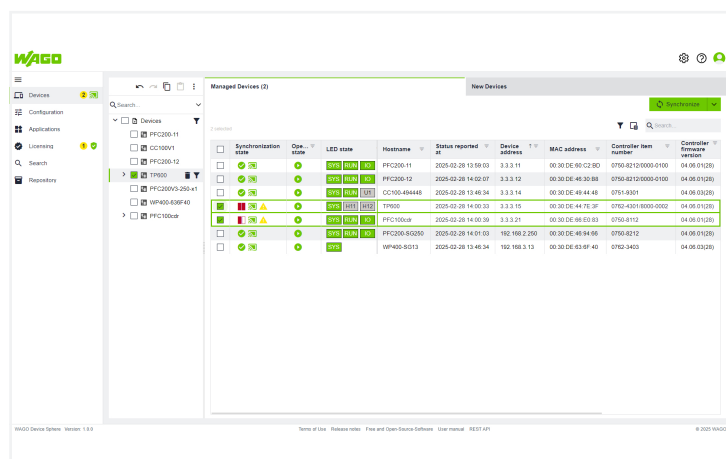 WAGO
Devices 2
Configuration
Applications
Licensing 1
Search
Repository
Search...
Devices
PFC200-11
CC100V1
PFC200-12
TP600
PFC200V3-250-x1
WP400-636F40
PFC100cdr
Managed Devices (2)
New Devices
Synchronize
2 selected
Search...
Synchronization state Ope... state LED state Hostname Status reported at Device address MAC address Controller item number Controller firmware version
SYS RUN IO PFC200-11 2025-02-28 13:59:03 3.3.3.11 00:30:DE:60:C2:BD 0750-8212/0000-0100 04.06.01(28)
SYS RUN IO PFC200-12 2025-02-28 14:02:07 3.3.3.12 00:30:DE:46:30:B8 0750-8212/0000-0100 04.06.01(28)
SYS RUN U1 CC100-494448 2025-02-28 13:46:34 3.3.3.14 00:30:DE:49:44:48 0751-9301 04.06.03(28)
SYS H11 H12 TP600 2025-02-28 14:00:33 3.3.3.15 00:30:DE:44:7E:3F 0762-4301/8000-0002 04.06.01(28)
SYS RUN IO PFC100cdr 2025-02-28 14:00:39 3.3.3.21 00:30:DE:66:E0:83 0750-8112 04.06.01(28)
SYS RUN IO PFC200-SG250 2025-02-28 14:01:03 192.168.2.250 00:30:DE:46:94:66 0750-8212 04.06.01(28)
SYS WP400-SG13 2025-02-28 13:46:34 192.168.3.13 00:30:DE:63:6F:40 0762-3403 04.06.03(28)
WAGO Device Sphere Version: 1.0.0
Terms of Use Release notes Free and Open-Source-Software User manual REST API
© 2025 WAGO